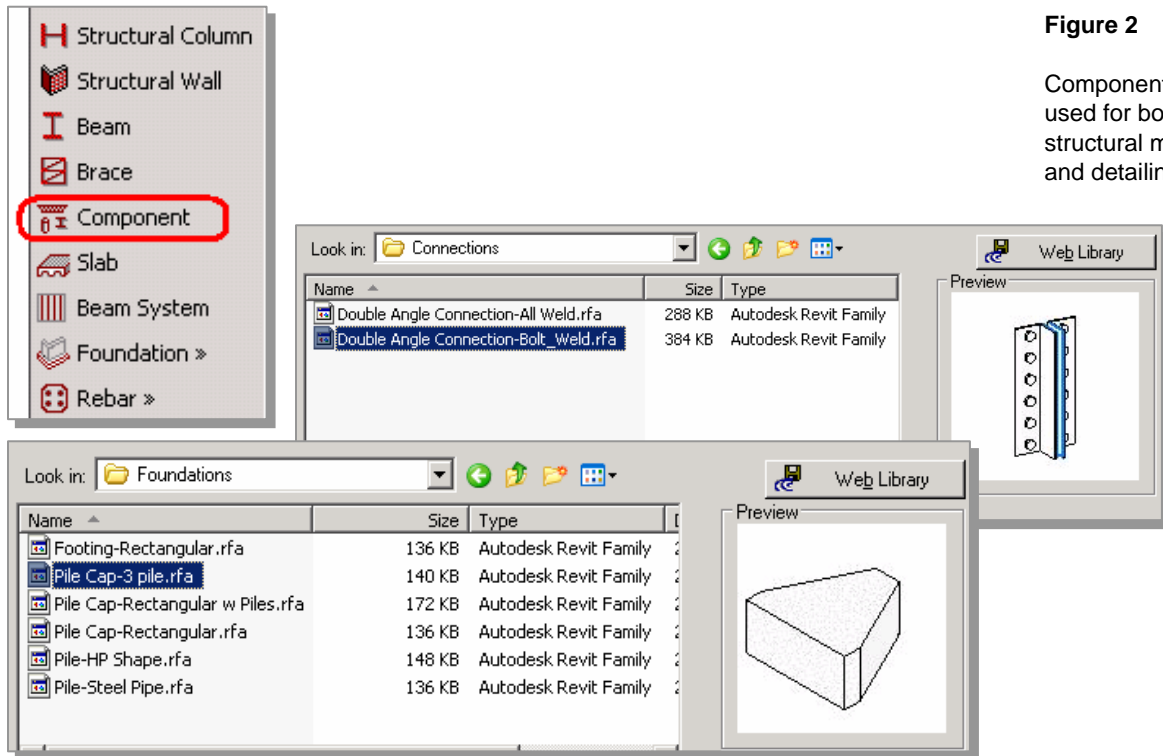 Structural Column
Structural Wall
Beam
Brace
Component
Slab
Beam System
Foundation »
Rebar »
Figure 2
used for
structural
and
Look in: Connections
Web Library
Name Size Type
Preview
Double Angle Connection-All Weld.rfa 288 KB Autodesk Revit Family
Double Angle Connection-Bolt_Weld.rfa 384 KB Autodesk Revit Family
Look in: Foundations
Web Library
Name Size Type
Preview
Footing-Rectangular.rfa 136 KB Autodesk Revit Family
Pile Cap-3 pile.rfa 140 KB Autodesk Revit Family
Pile Cap-Rectangular w Piles.rfa 172 KB Autodesk Revit Family
Pile Cap-Rectangular.rfa 136 KB Autodesk Revit Family
Pile-HP Shape.rfa 148 KB Autodesk Revit Family
Pile-Steel Pipe.rfa 136 KB Autodesk Revit Family